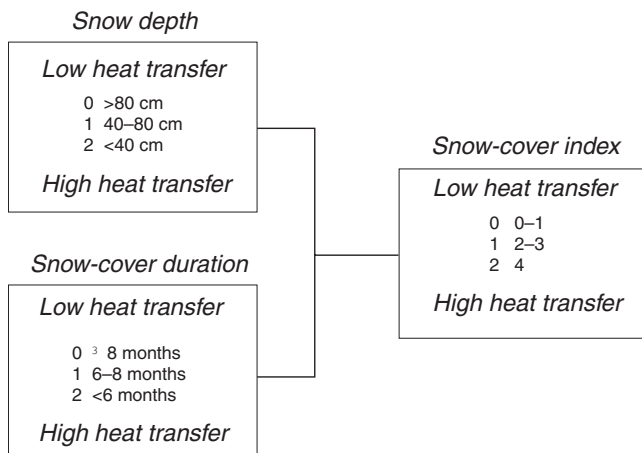 Snow depth
Low heat transfer
0 >80 cm
1 40–80 cm
2 <40 cm
High heat transfer
Snow-cover duration
Low heat transfer
0 3 8 months
1 6–8 months
2 <6 months
High heat transfer
Snow-cover index
Low heat transfer
0 0–1
1 2–3
2 4
High heat transfer